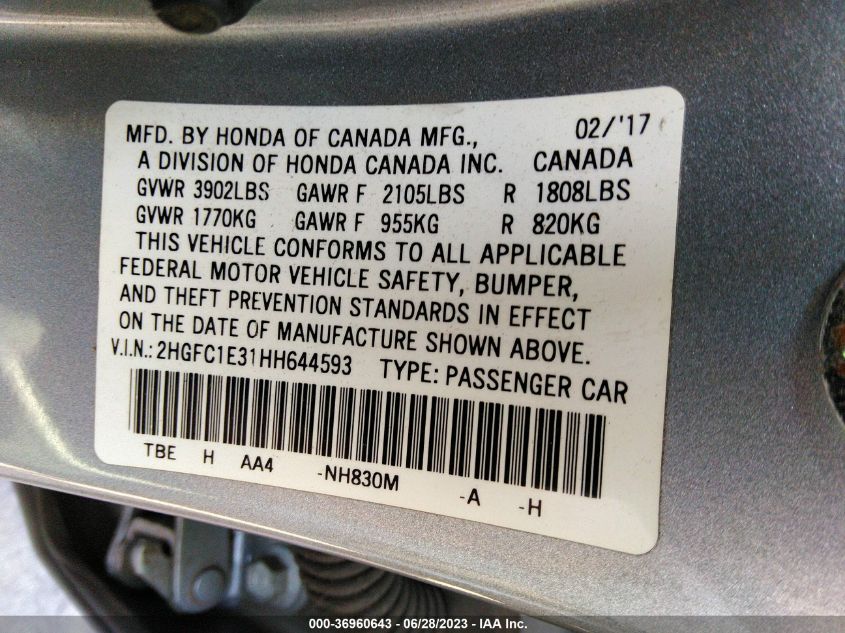 MFD. BY HONDA OF CANADA MFG., 02/'17
A DIVISION OF HONDA CANADA INC. CANADA
GVWR 3902LBS GAWR F 2105LBS R 1808LBS
GVWR 1770KG GAWR F 955KG R 820KG
THIS VEHICLE CONFORMS TO ALL APPLICABLE
FEDERAL MOTOR VEHICLE SAFETY, BUMPER,
AND THEFT PREVENTION STANDARDS IN EFFECT
ON THE DATE OF MANUFACTURE SHOWN ABOVE.
V.I.N.: 2HGFC1E31HH644593 TYPE: PASSENGER CAR
TBE H AA4 -NH830M -A -H
000-36960643 / 06/28/2023 - IAA Inc.